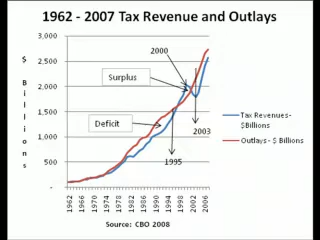 1962 - 2007 Tax Revenue and Outlays
$ Billions
3,000
2,500
2,000
1,500
1,000
500
-
2000
Surplus
Deficit
2003
1995
Tax Revenues-
$Billions
Outlays- $ Billions
1962
1966
1970
1974
1978
1982
1986
1990
1994
1998
2002
2006
Source: CBO 2008